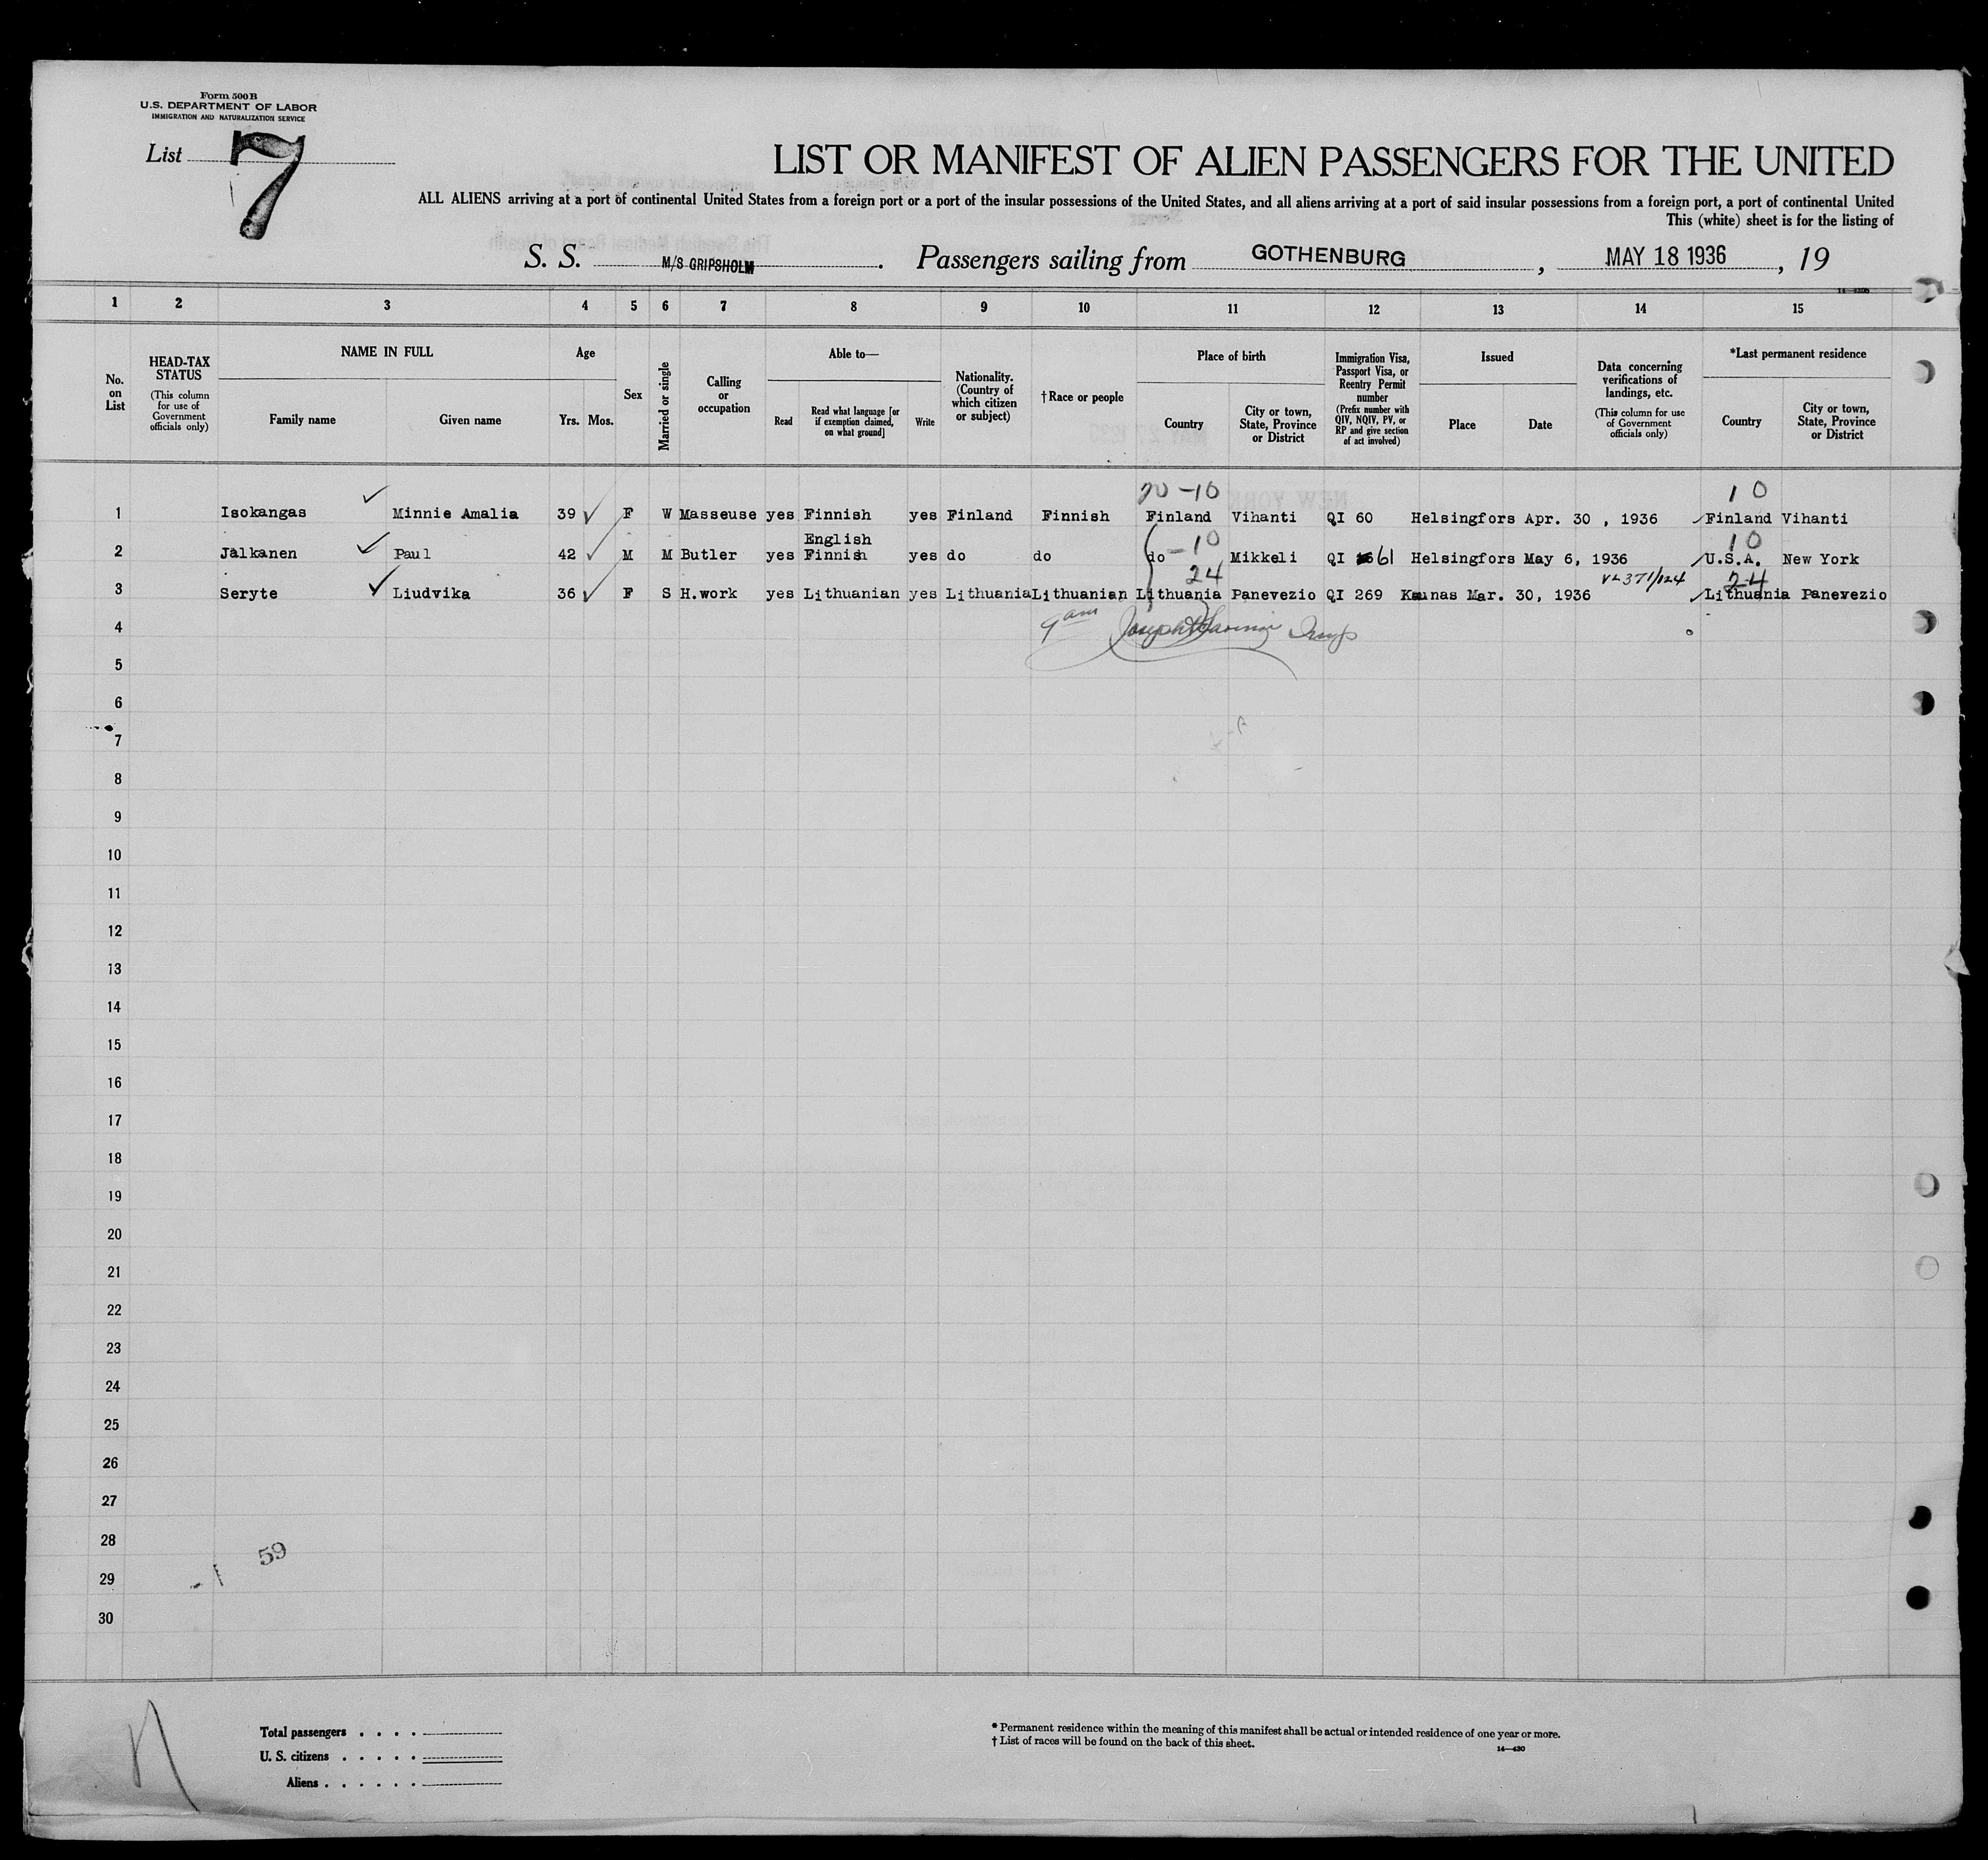 Form 500B
U.S. DEPARTMENT OF LABOR
IMMIGRATION AND NATURALIZATION SERVICE
List 7
LIST OR MANIFEST OF ALIEN PASSENGERS FOR THE UNITED
ALL ALIENS arriving at a port of continental United States from a foreign port or a port of the insular possessions of the United States, and all aliens arriving at a port of said insular possessions from a foreign port, a port of continental United
This (white) sheet is for the listing of
S. S. M/S GRIPSHOLM. Passengers sailing from GOTHENBURG, MAY 18 1936, 19
1 2 3 4 5 6 7 8 9 10 11 12 13 14 15
No. on List
HEAD-TAX STATUS
(This column for use of Government officials only)
NAME IN FULL
Family name Given name
Age
Yrs. Mos.
Sex
Married or single
Calling or occupation
Able to—
Read
Read what language [or if exemption claimed, on what ground]
Write
Nationality. (Country of which citizen or subject)
†Race or people
Place of birth
Country
City or town, State, Province or District
Immigration Visa, Passport Visa, or Reentry Permit number
(Prefix number with QIV, NQIV, PV, or RP and give section of act involved)
Issued
Place Date
Data concerning verifications of landings, etc.
(This column for use of Government officials only)
*Last permanent residence
Country
City or town, State, Province or District
20-10 10
1 Isokangas Minnie Amalia 39 F W Masseuse yes Finnish yes Finland Finnish Finland Vihanti QI 60 Helsingfors Apr. 30 , 1936 Finland Vihanti
English -10 10
2 Jalkanen Paul 42 M M Butler yes Finnish yes do do do Mikkeli QI 61 Helsingfors May 6, 1936 U.S.A. New York
24 24
3 Seryte Liudvika 36 F S H.work yes Lithuanian yes Lithuania Lithuanian Lithuania Panevezio QI 269 Kaunas Mar. 30, 1936 Lithuania Panevezio
4
5
6
7
8
9
10
11
12
13
14
15
16
17
18
19
20
21
22
23
24
25
26
27
28
59
29
30
Total passengers . . . .
U. S. citizens . . . . .
Aliens . . . . . .
* Permanent residence within the meaning of this manifest shall be actual or intended residence of one year or more.
† List of races will be found on the back of this sheet.
14—430